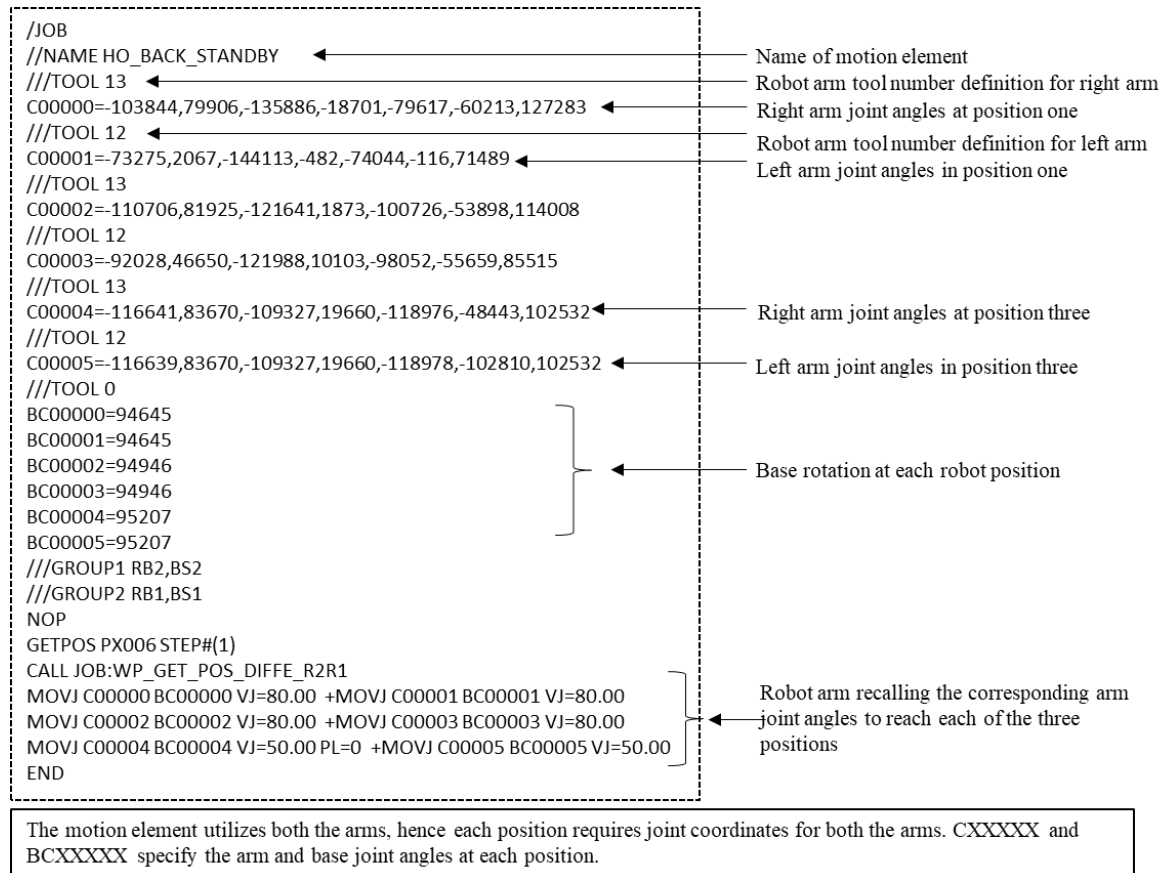 /JOB
//NAME HO_BACK_STANDBY
Name of motion element
///TOOL 13
Robot arm tool number definition for right arm
C00000=-103844,79906,-135886,-18701,-79617,-60213,127283
Right arm joint angles at position one
///TOOL 12
Robot arm tool number definition for left arm
C00001=-73275,2067,-144113,-482,-74044,-116,71489
Left arm joint angles in position one
///TOOL 13
C00002=-110706,81925,-121641,1873,-100726,-53898,114008
///TOOL 12
C00003=-92028,46650,-121988,10103,-98052,-55659,85515
///TOOL 13
C00004=-116641,83670,-109327,19660,-118976,-48443,102532
Right arm joint angles at position three
///TOOL 12
C00005=-116639,83670,-109327,19660,-118978,-102810,102532
Left arm joint angles in position three
///TOOL 0
BC00000=94645
BC00001=94645
BC00002=94946
Base rotation at each robot position
BC00003=94946
BC00004=95207
BC00005=95207
///GROUP1 RB2,BS2
///GROUP2 RB1,BS1
NOP
GETPOS PX006 STEP#(1)
CALL JOB:WP_GET_POS_DIFFE_R2R1
MOVJ C00000 BC00000 VJ=80.00 +MOVJ C00001 BC00001 VJ=80.00
MOVJ C00002 BC00002 VJ=80.00 +MOVJ C00003 BC00003 VJ=80.00
MOVJ C00004 BC00004 VJ=50.00 PL=0 +MOVJ C00005 BC00005 VJ=50.00
END
Robot arm recalling the corresponding arm
joint angles to reach each of the three
positions
The motion element utilizes both the arms, hence each position requires joint coordinates for both the arms. CXXXXX and
BCXXXXX specify the arm and base joint angles at each position.